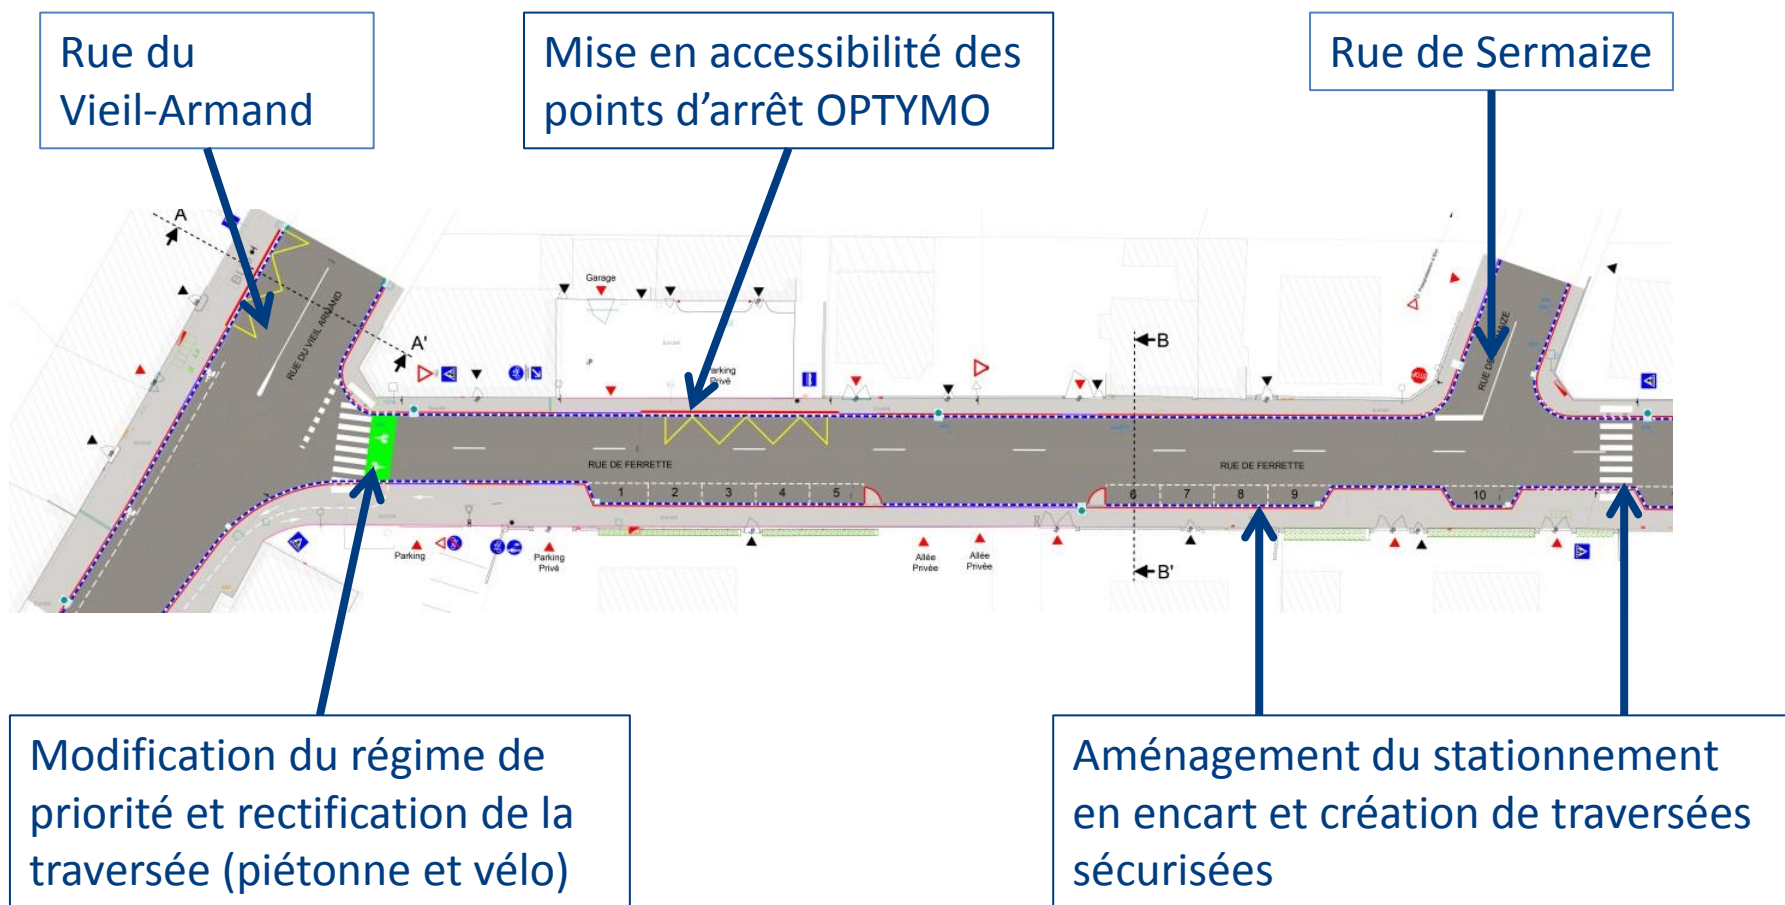 Rue du
Vieil-Armand
Mise en accessibilité des
points d'arrêt OPTYMO
Rue de Sermaize
A
A'
RUE DU VIEIL ARMAND
Garage
Parking
Privé
B
STOP
RUE DE FERRETTE
RUE DE FERRETTE
1 2 3 4 5
6 7 8 9
10
Parking
Parking
Privé
Allée
Privée
Allée
Privée
B'
Modification du régime de
priorité et rectification de la
traversée (piétonne et vélo)
Aménagement du stationnement
en encart et création de traversées
sécurisées